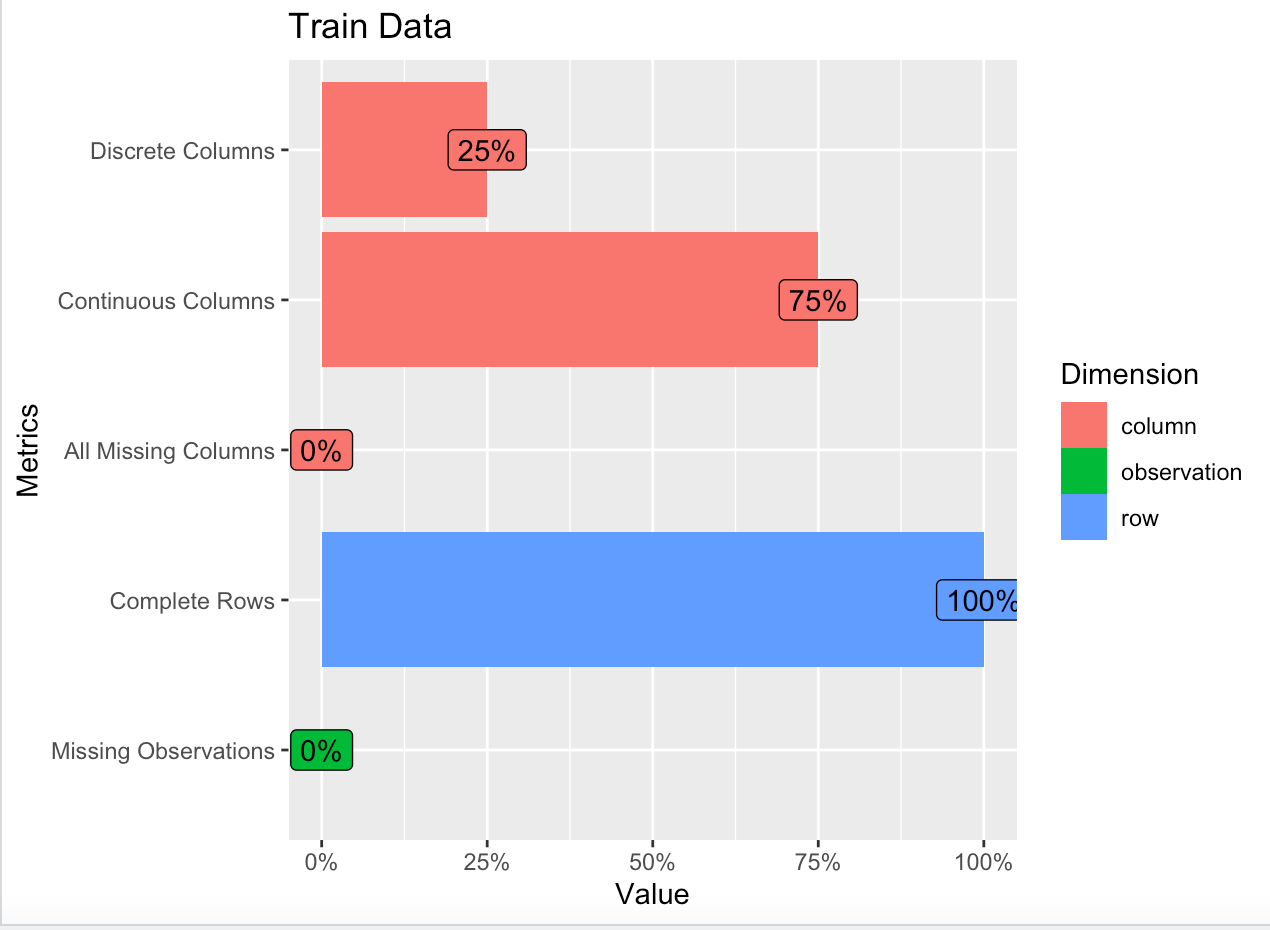 Train Data
Discrete Columns
25%
Continuous Columns
75%
All Missing Columns
0%
Complete Rows
100%
Missing Observations
0%
Metrics
0% 25% 50% 75% 100%
Value
Dimension
column
observation
row